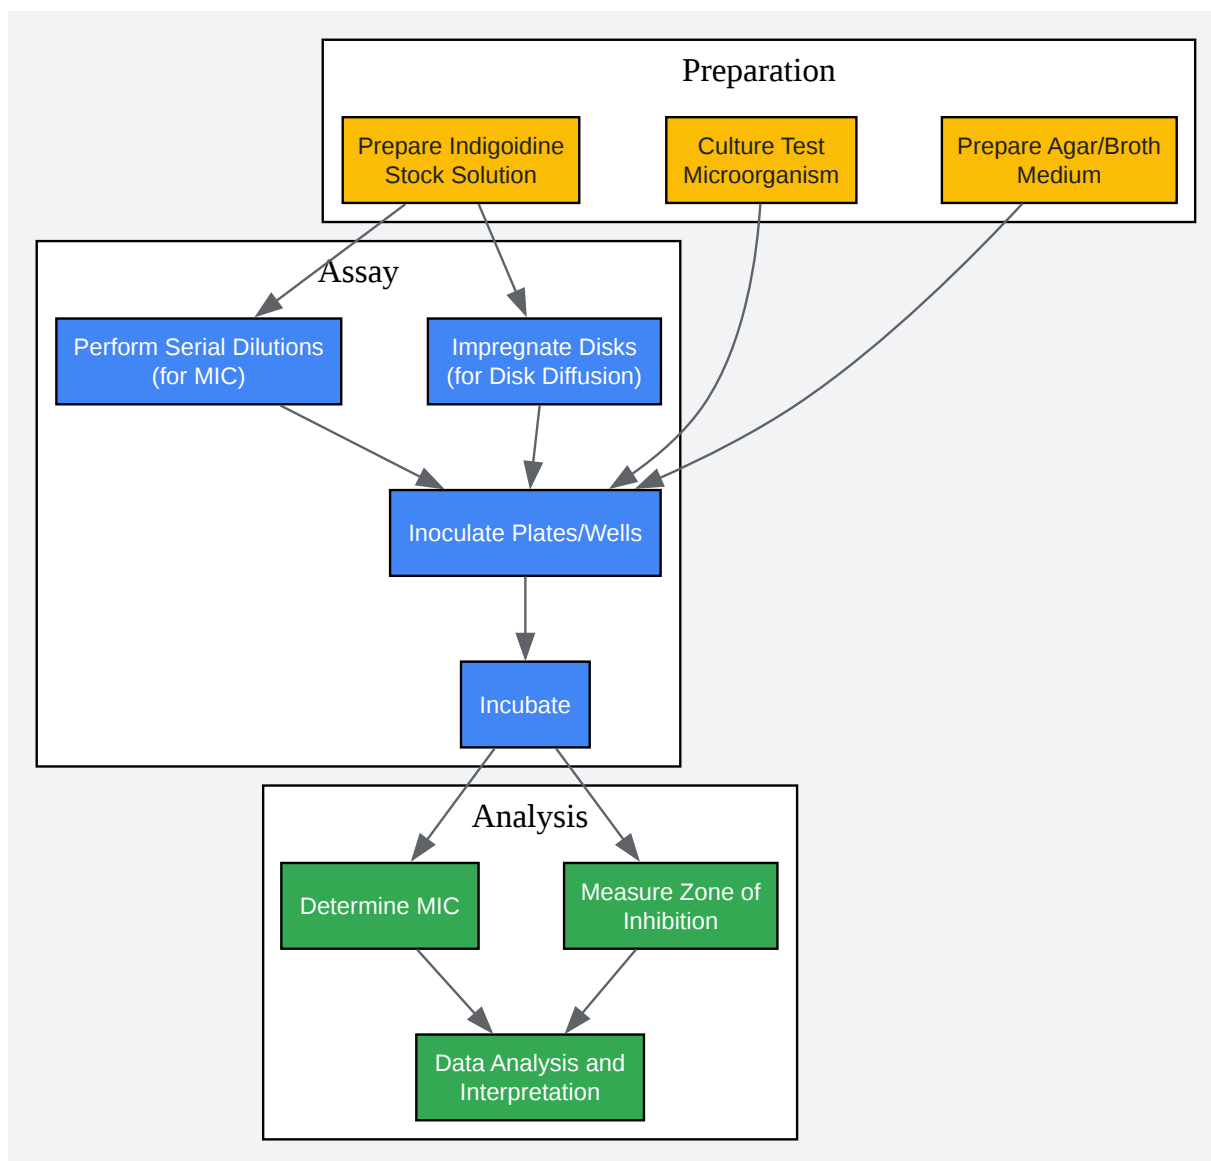 Preparation
Prepare Indigoidine
Stock Solution
Culture Test
Microorganism
Prepare Agar/Broth
Medium
Assay
Perform Serial Dilutions
(for MIC)
Impregnate Disks
(for Disk Diffusion)
Inoculate Plates/Wells
Incubate
Analysis
Determine MIC
Measure Zone of
Inhibition
Data Analysis and
Interpretation